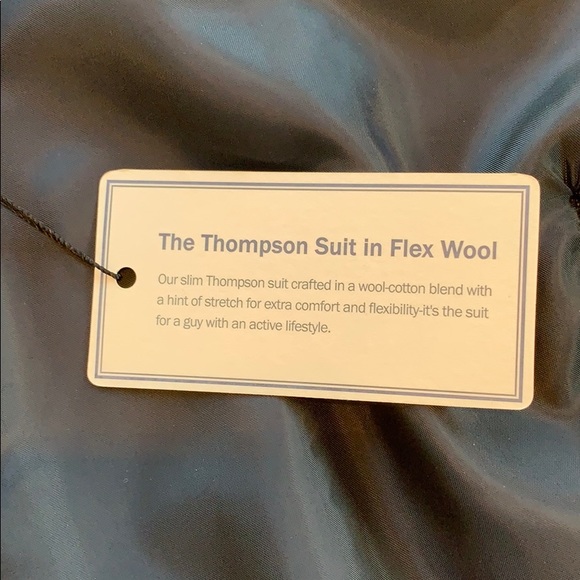 The Thompson Suit in Flex Wool
Our slim Thompson suit crafted in a wool-cotton blend with
a hint of stretch for extra comfort and flexibility-it's the suit
for a guy with an active lifestyle.